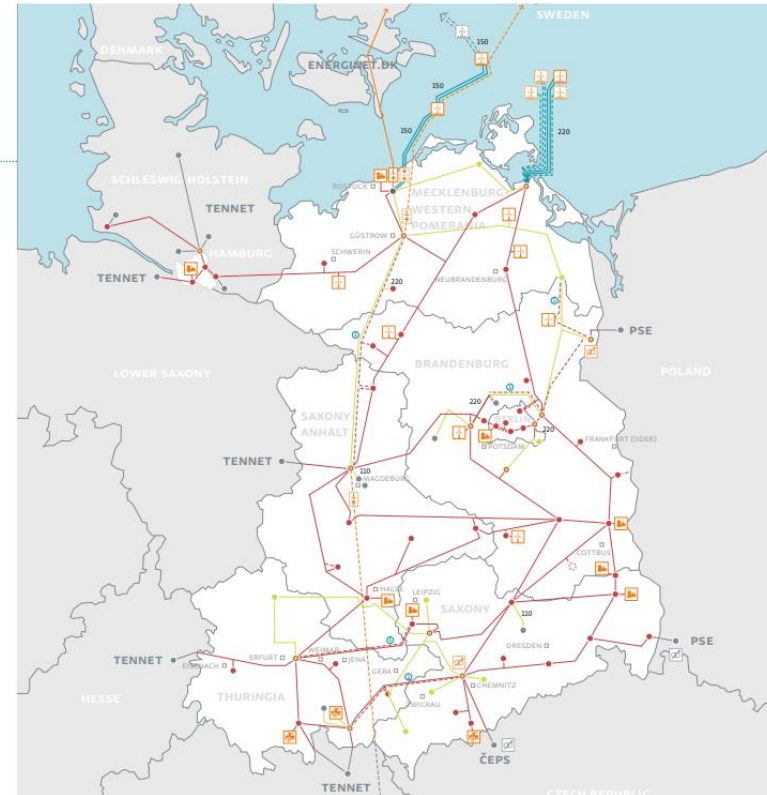 SWEDEN
DENMARK
150
ENERGINET.DK
150
150
220
SCHLESWIG-HOLSTEIN
ROSTOCK
MECKLENBURG
WESTERN
POMERANIA
TENNET
GÜSTROW
HAMBURG
SCHWERIN
TENNET
220
NEUBRANDENBURG
PSE
BRANDENBURG
LOWER SAXONY
POLAND
SAXONY
ANHALT
220
BERLIN
220
POTSDAM
FRANKFURT (ODER)
TENNET
110
MAGDEBURG
COTTBUS
HALLE
LEIPZIG
SAXONY
110
DRESDEN
PSE
WEIMAR
ERFURT
JENA
TENNET
EISENACH
GERA
CHEMNITZ
HESSE
THURINGIA
ZWICKAU
ČEPS
TENNET
CZECH REPUBLIC